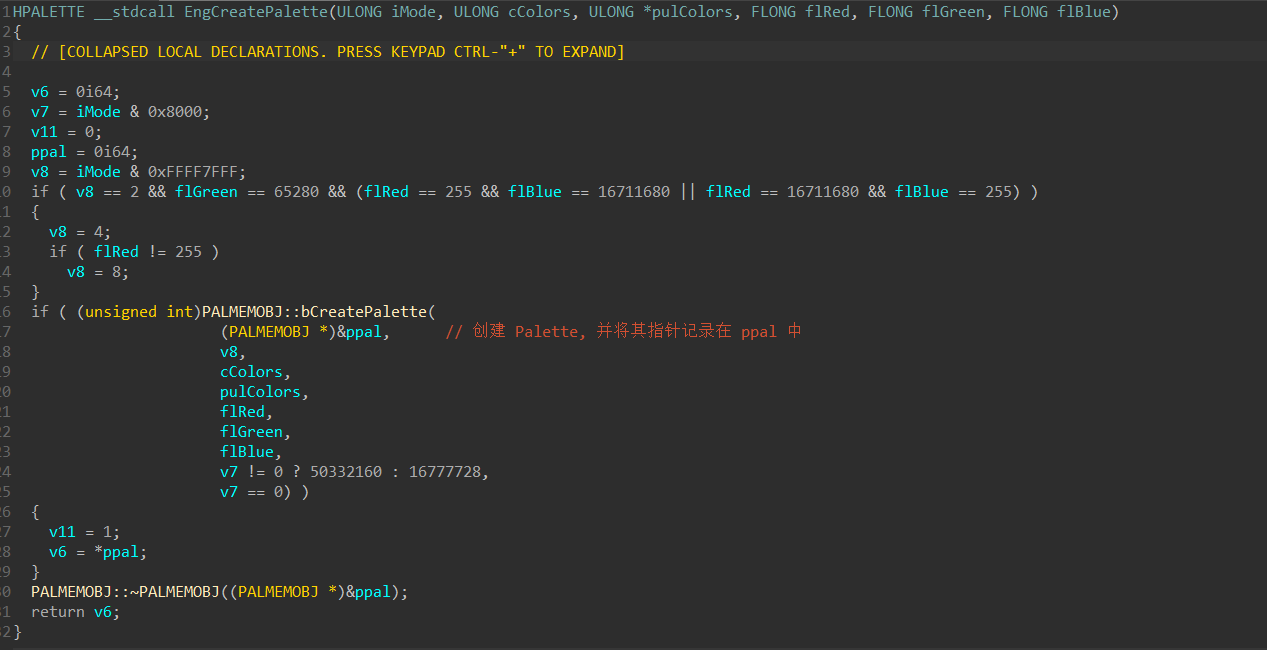 1HPALETTE __stdcall EngCreatePalette(ULONG iMode, ULONG cColors, ULONG *pulColors, FLONG flRed, FLONG flGreen, FLONG flBlue)
2{
3 // [COLLAPSED LOCAL DECLARATIONS. PRESS KEYPAD CTRL-"+" TO EXPAND]
4
5 v6 = 0i64;
6 v7 = iMode & 0x8000;
7 v11 = 0;
8 ppal = 0i64;
9 v8 = iMode & 0xFFFF7FFF;
0 if ( v8 == 2 && flGreen == 65280 && (flRed == 255 && flBlue == 16711680 || flRed == 16711680 && flBlue == 255) )
1 {
2 v8 = 4;
3 if ( flRed != 255 )
4 v8 = 8;
5 }
6 if ( (unsigned int)PALMEMOBJ::bCreatePalette(
7 (PALMEMOBJ *)&ppal, // 创建 Palette, 并将其指针记录在 ppal 中
8 v8,
9 cColors,
0 pulColors,
1 flRed,
2 flGreen,
3 flBlue,
4 v7 != 0 ? 50332160 : 16777728,
5 v7 == 0) )
6 {
7 v11 = 1;
8 v6 = *ppal;
9 }
0 PALMEMOBJ::~PALMEMOBJ((PALMEMOBJ *)&ppal);
1 return v6;
2}